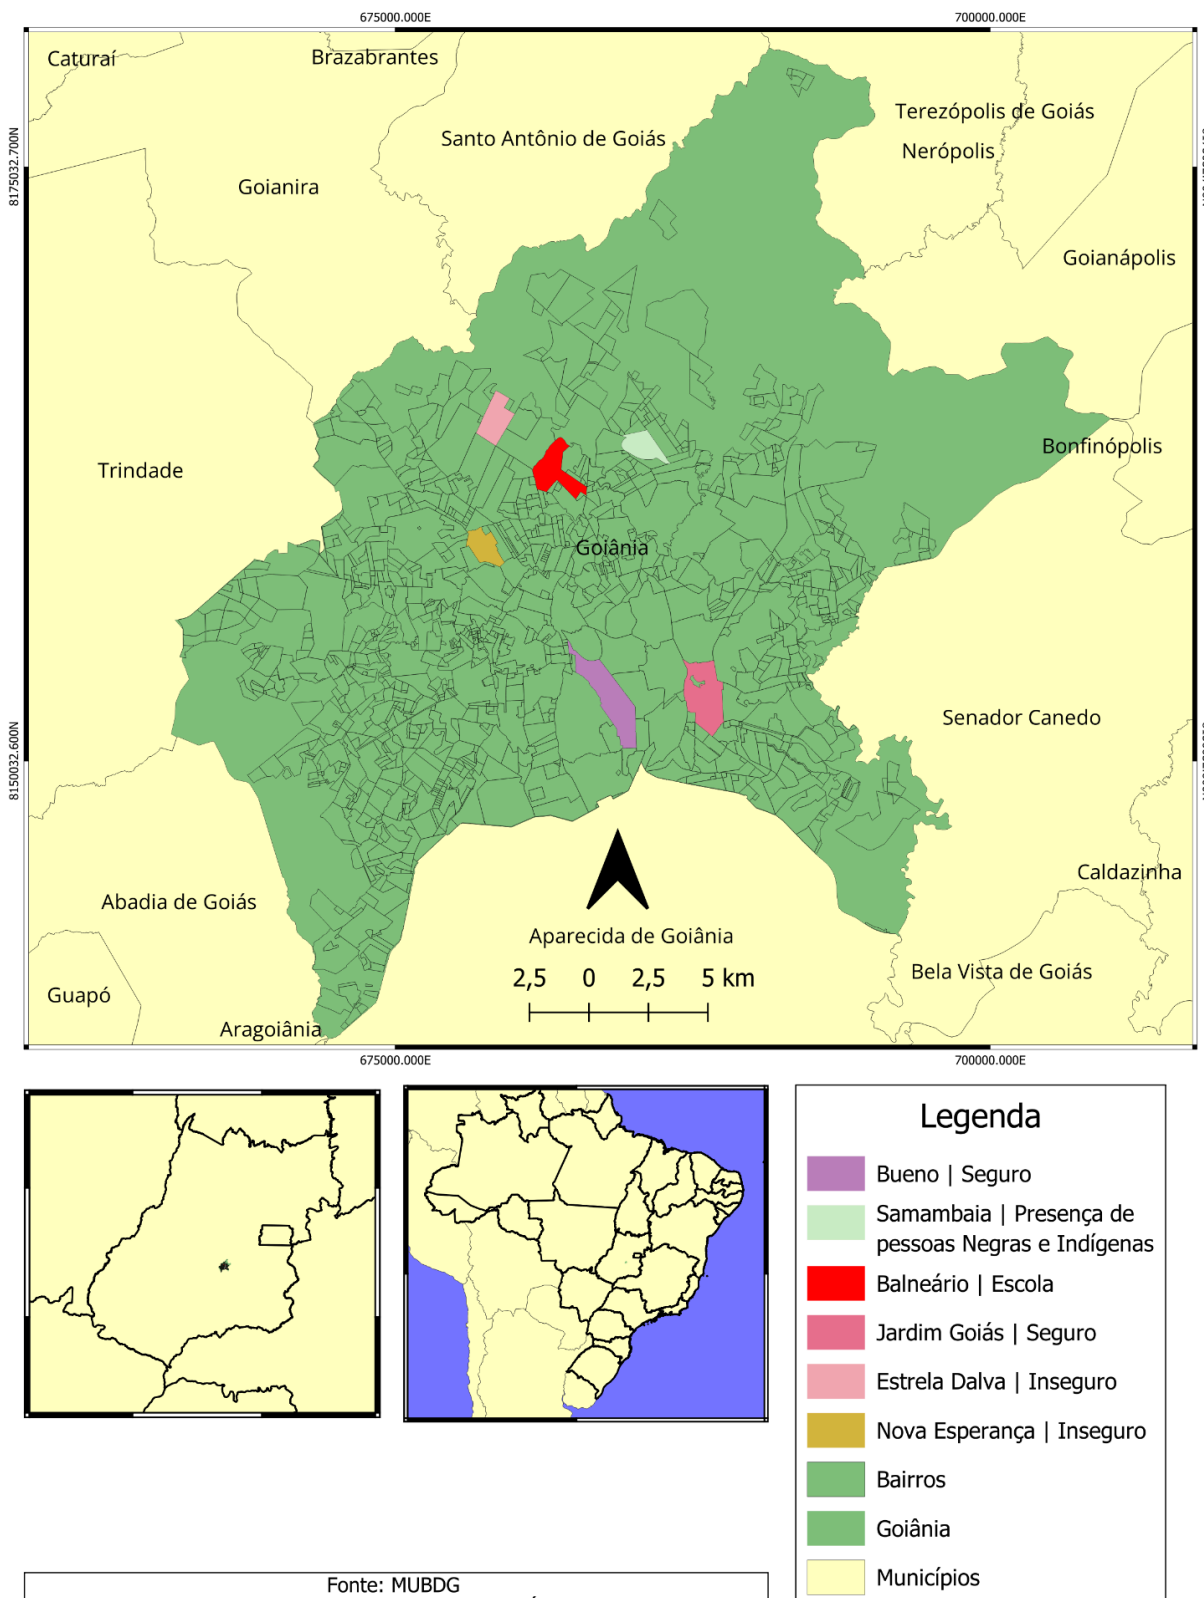 675000.000E
700000.000E
Caturaí
Brazabrantes
Terezópolis de Goiás
Santo Antônio de Goiás
Nerópolis
8175032.700N
Goianira
Goianápolis
Bonfinópolis
Trindade
Goiânia
Senador Canedo
8150032.600N
Caldazinha
Abadia de Goiás
Aparecida de Goiânia
Bela Vista de Goiás
2,5 0 2,5 5 km
Guapó
Aragoiânia
675000.000E
700000.000E
Legenda
Bueno | Seguro
Samambaia | Presença de
pessoas Negras e Indígenas
Balneário | Escola
Jardim Goiás | Seguro
Estrela Dalva | Inseguro
Nova Esperança | Inseguro
Bairros
Goiânia
Municípios
Fonte: MUBDG